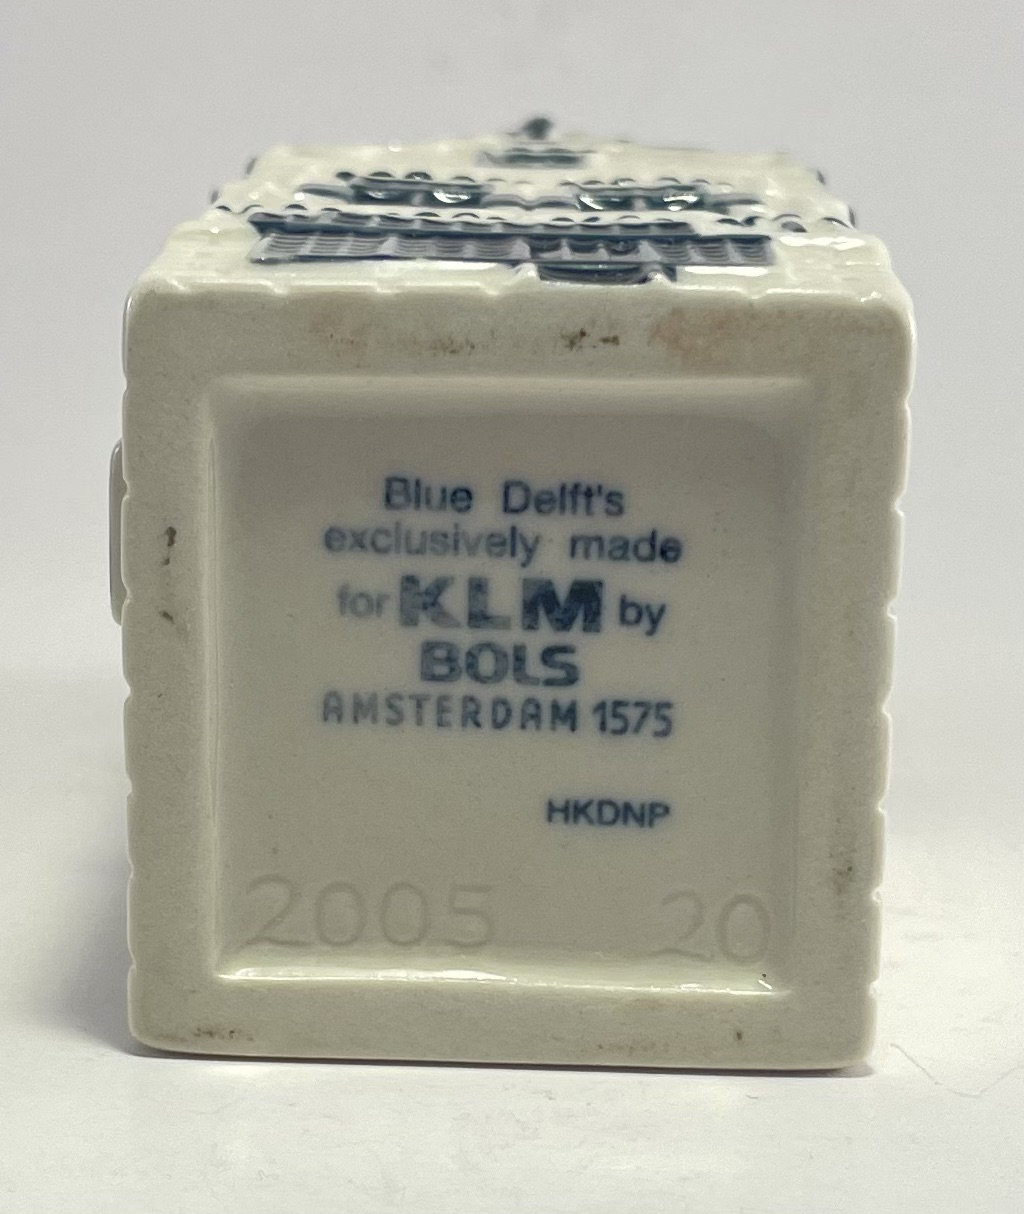 Blue Delft's
exclusively made
for KLM by
BOLS
AMSTERDAM 1575
HKDNP
2005 20